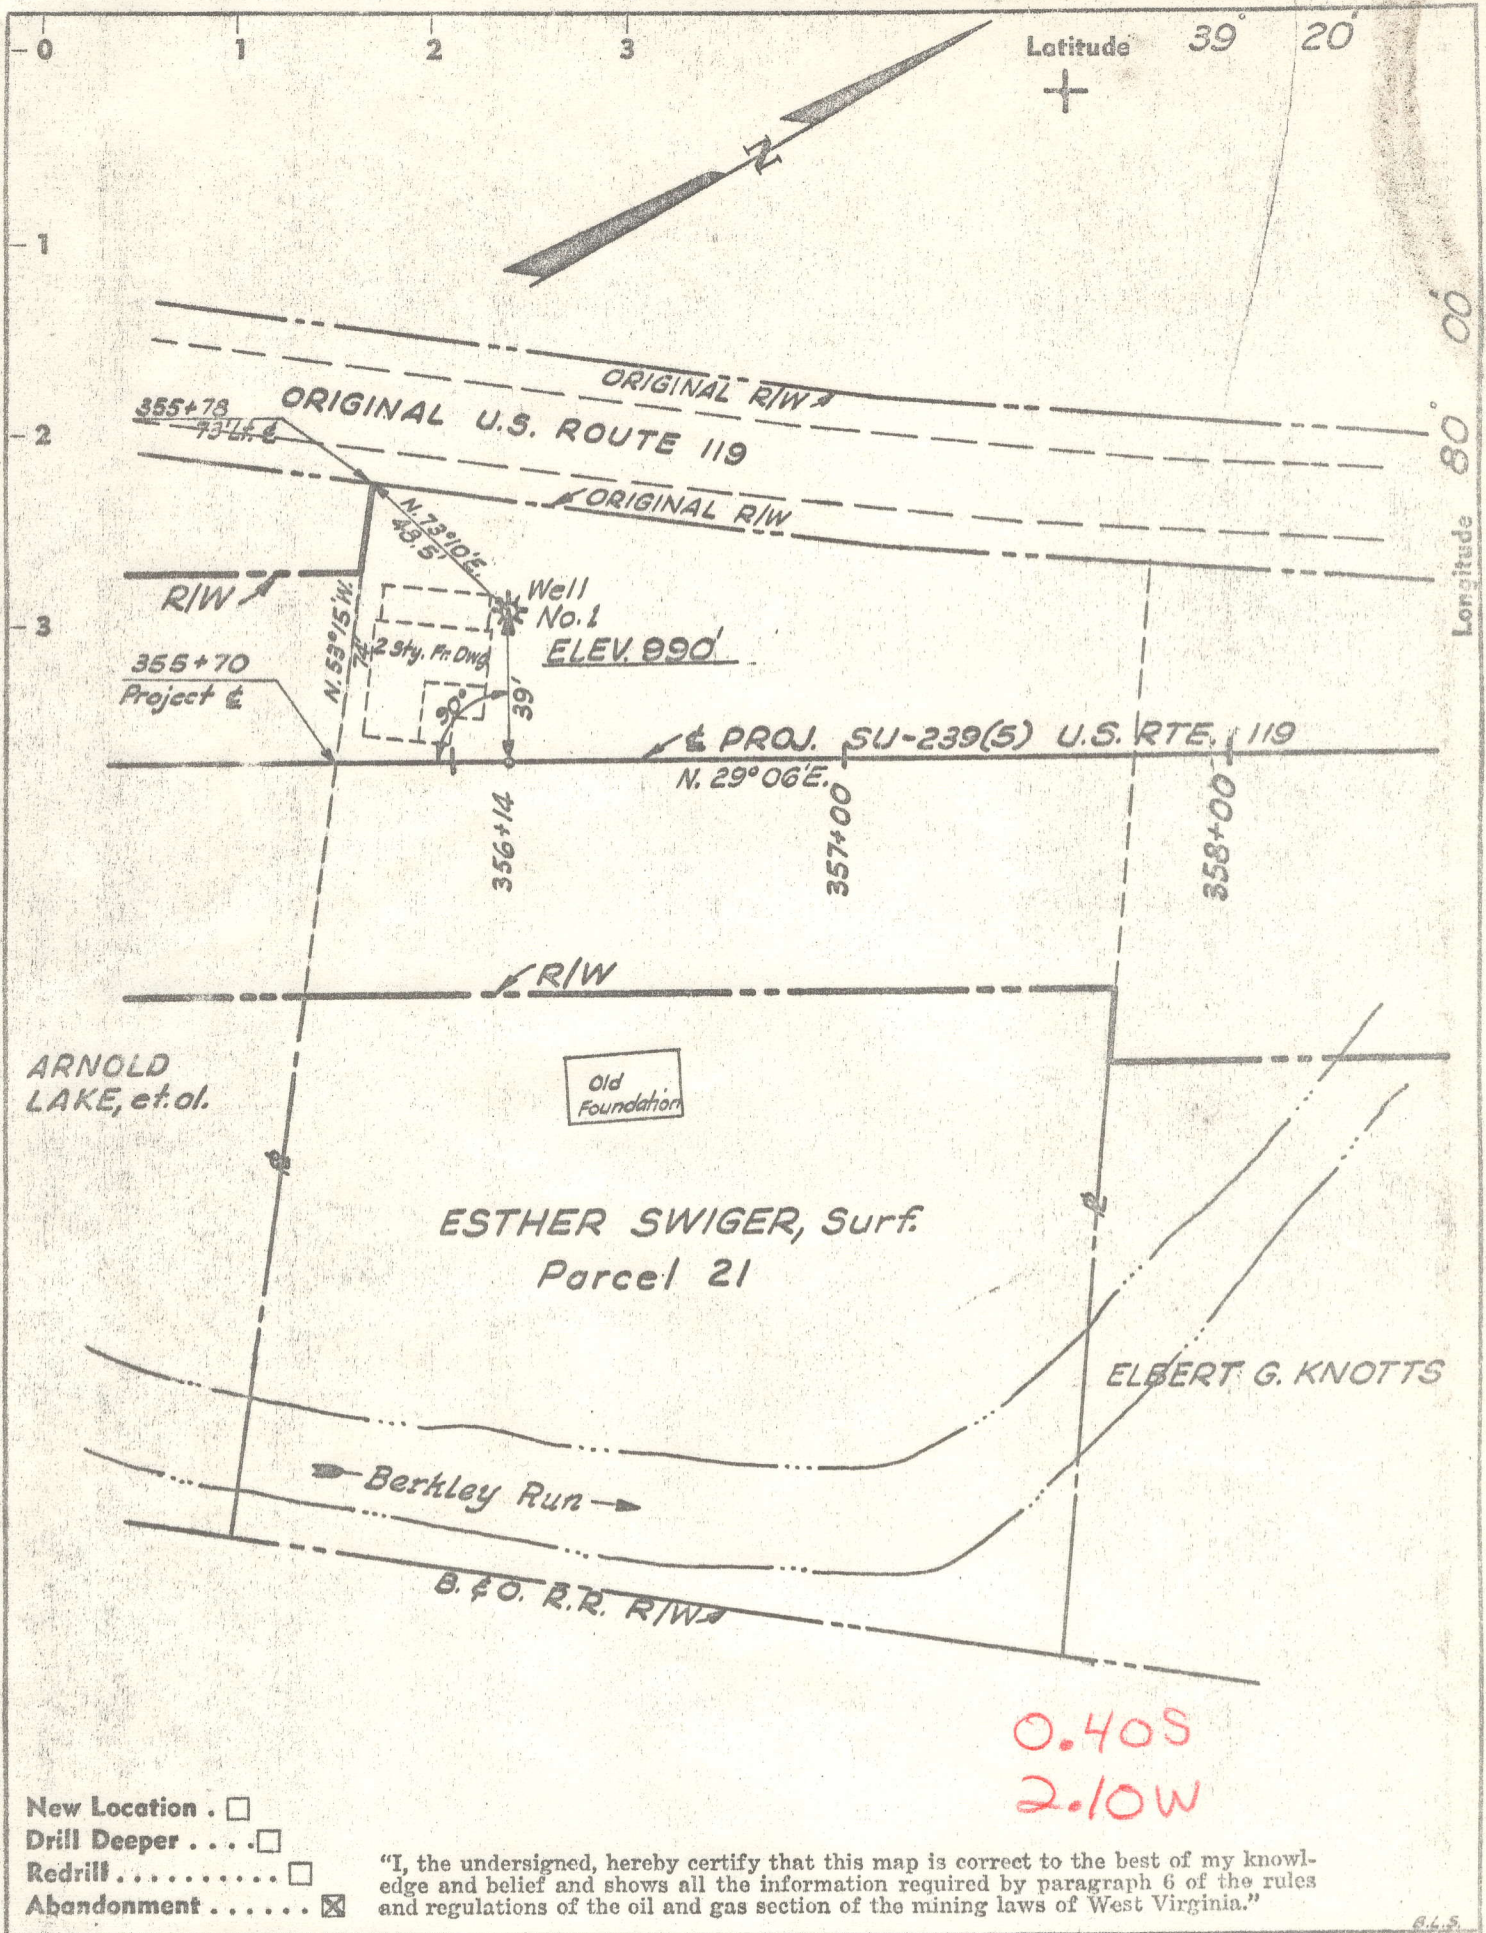 0 1 2 3
Latitude 39° 20'
N
1
ORIGINAL R/W
355+78
73' Lt. ℄
ORIGINAL U.S. ROUTE 119
2
80° 00'
Longitude
ORIGINAL R/W
N. 73°10'E.
48.5'
R/W
3
Well
No. 1
ELEV. 990'
N. 53°15'W.
74'
2 Sty. Fr. Dwg
355+70
Project ℄
90°
39'
℄ PROJ. SU-239(5) U.S. RTE. 119
N. 29°06'E.
356+14
357+00
358+00
R/W
ARNOLD
LAKE, et.al.
Old
Foundation
ESTHER SWIGER, Surf.
Parcel 21
ELBERT G. KNOTTS
Berkley Run
B. & O. R.R. R/W
0.40S
2.10W
New Location . ☐
Drill Deeper . . . . ☐
Redrill . . . . . . . . . . ☐
Abandonment . . . . . . ☒
"I, the undersigned, hereby certify that this map is correct to the best of my knowl-
edge and belief and shows all the information required by paragraph 6 of the rules
and regulations of the oil and gas section of the mining laws of West Virginia."
B.L.S.